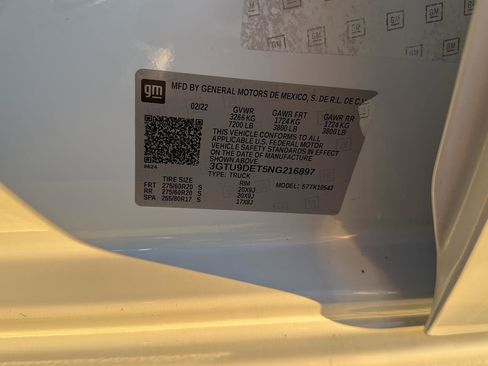 gm
MFD BY GENERAL MOTORS DE MEXICO, S. DE R.L. DE C.V.
02/22 GVWR GAWR FRT GAWR RR
3266 KG 1724 KG 1724 KG
7200 LB 3800 LB 3800 LB
THIS VEHICLE CONFORMS TO ALL
APPLICABLE U.S. FEDERAL MOTOR
VEHICLE SAFETY STANDARDS IN EFFECT ON
THE DATE OF MANUFACTURE
SHOWN ABOVE.
3GTU9DET5NG216897
TYPE: TRUCK
TIRE SIZE RIM MODEL: 577K10543
FRT 275/60R20 S 20X9J
RR 275/60R20 S 20X9J
SPA 255/80R17 S 17X8J